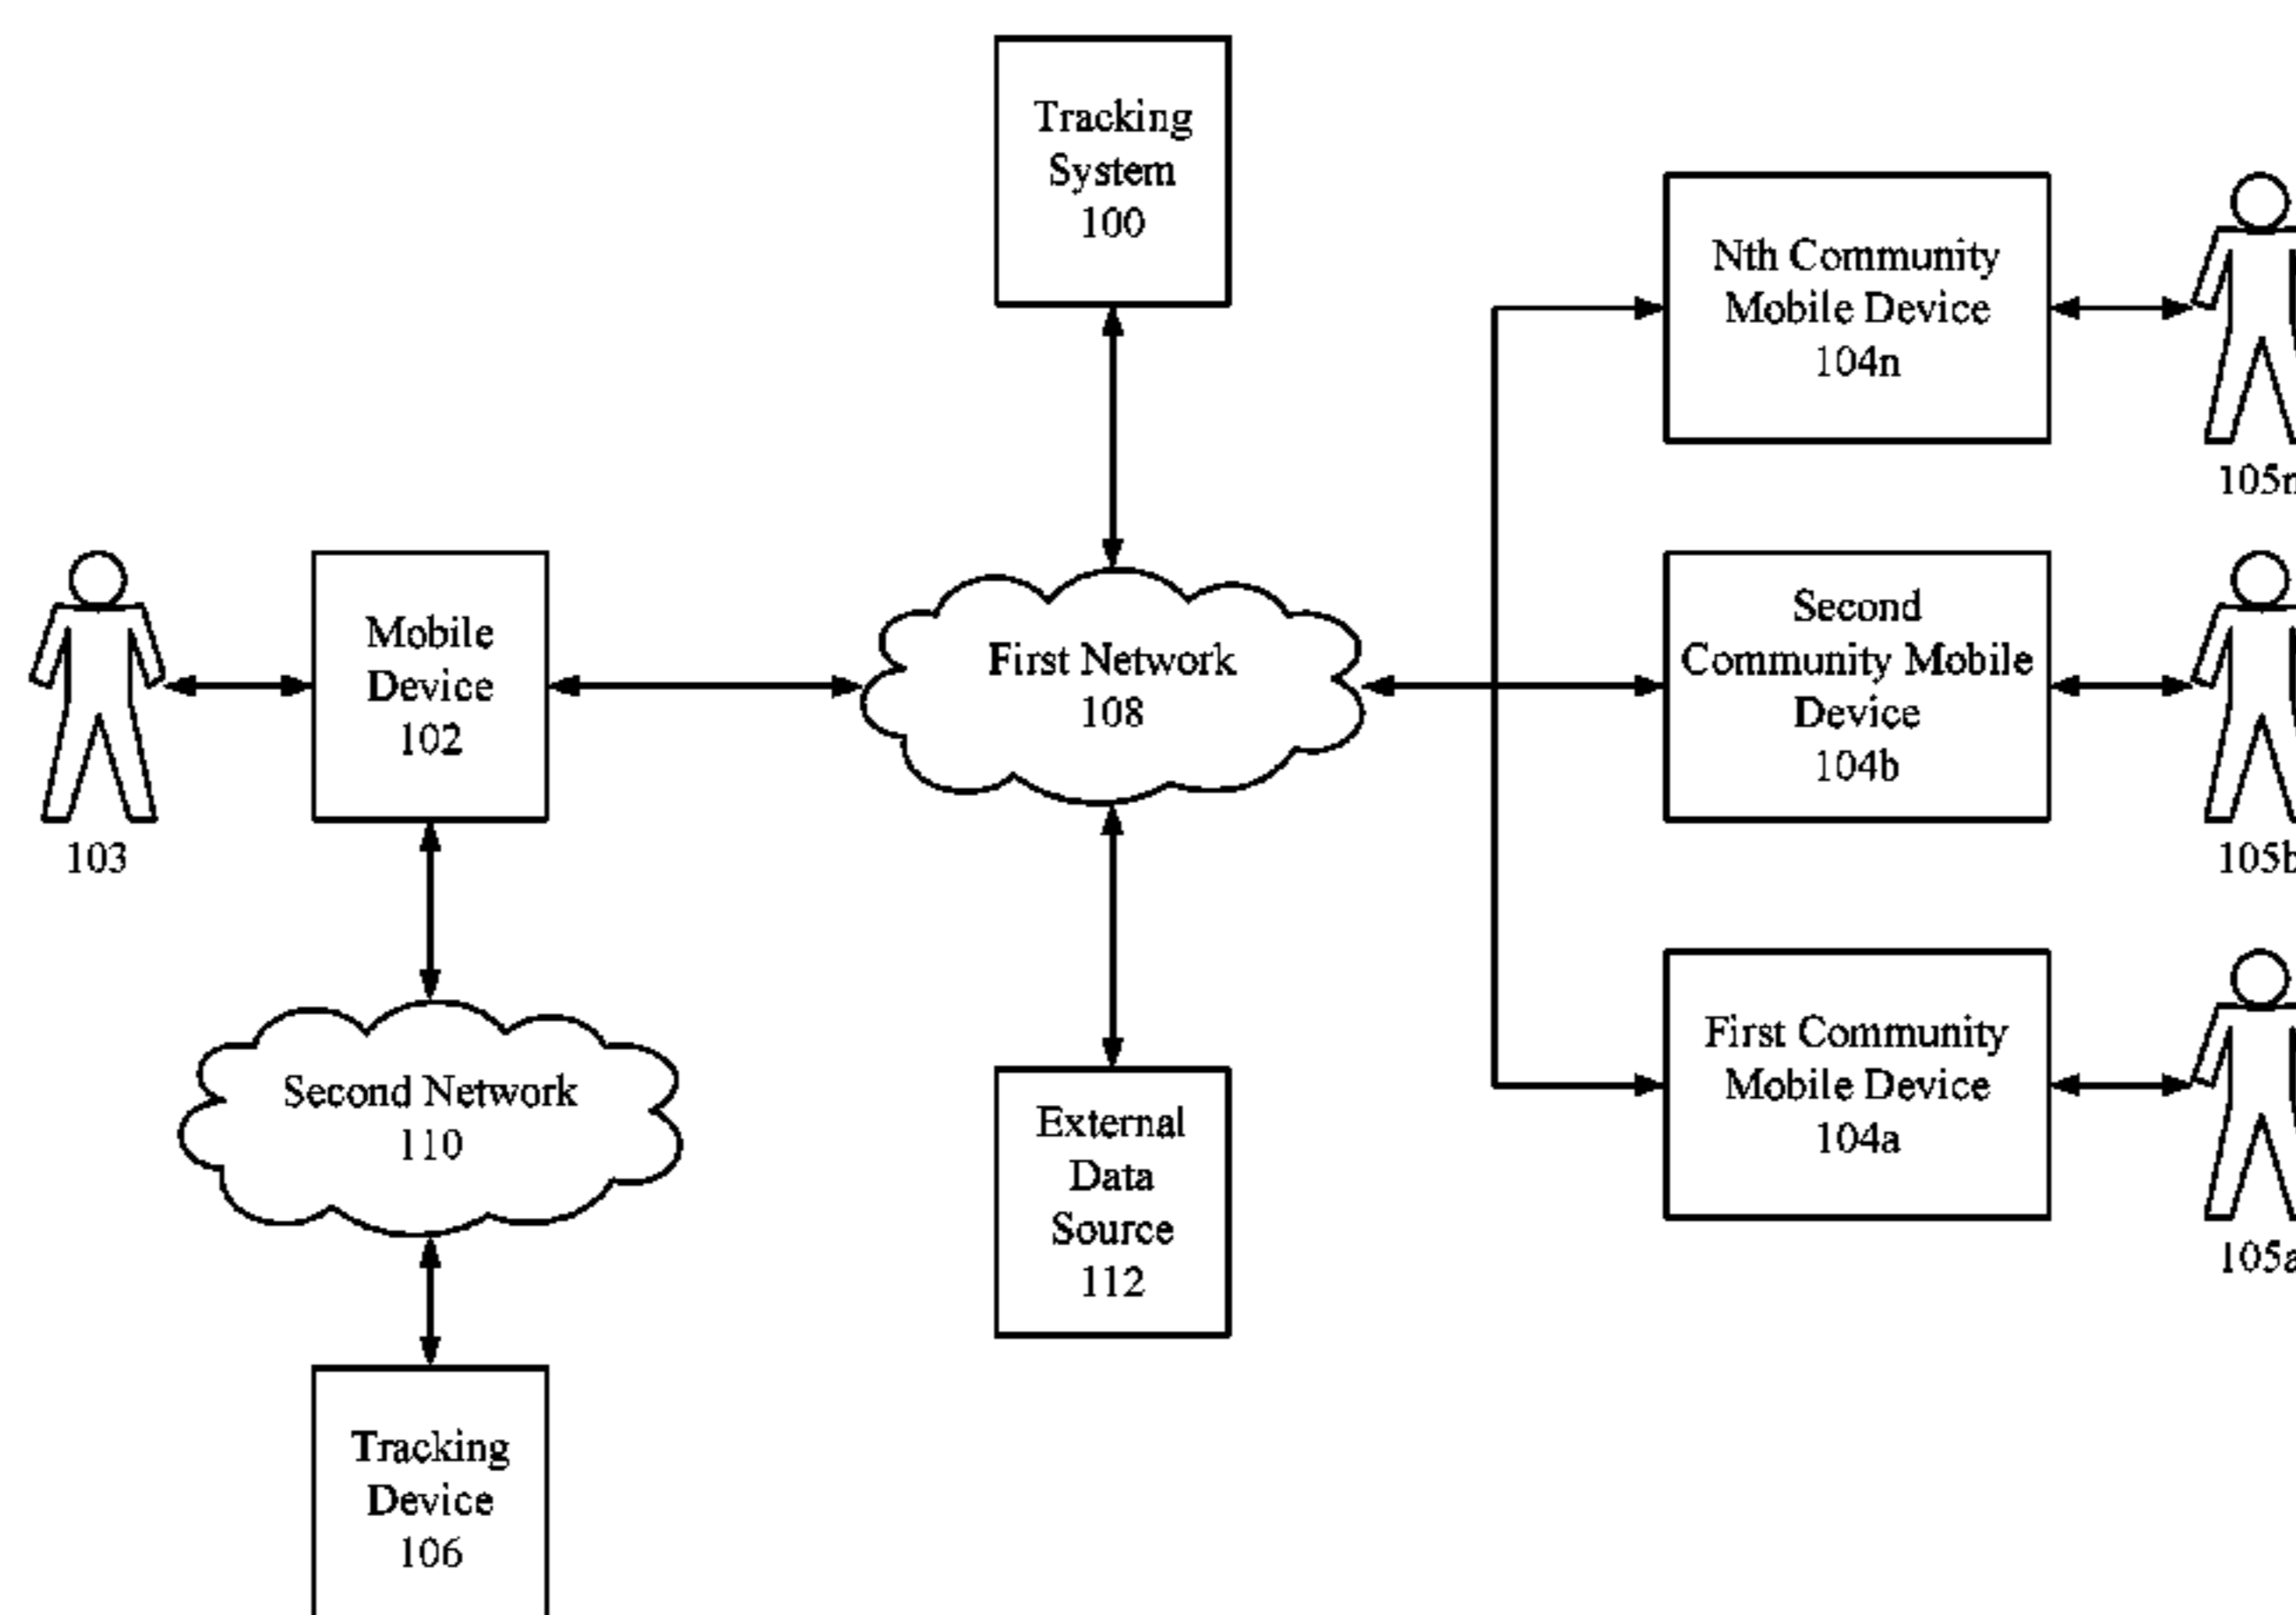 Tracking
System
100
Nth Community
Mobile Device
104n
105n
Mobile
Device
102
103
First Network
108
Second
Community Mobile
Device
104b
105b
Second Network
110
External
Data
Source
112
First Community
Mobile Device
104a
105a
Tracking
Device
106